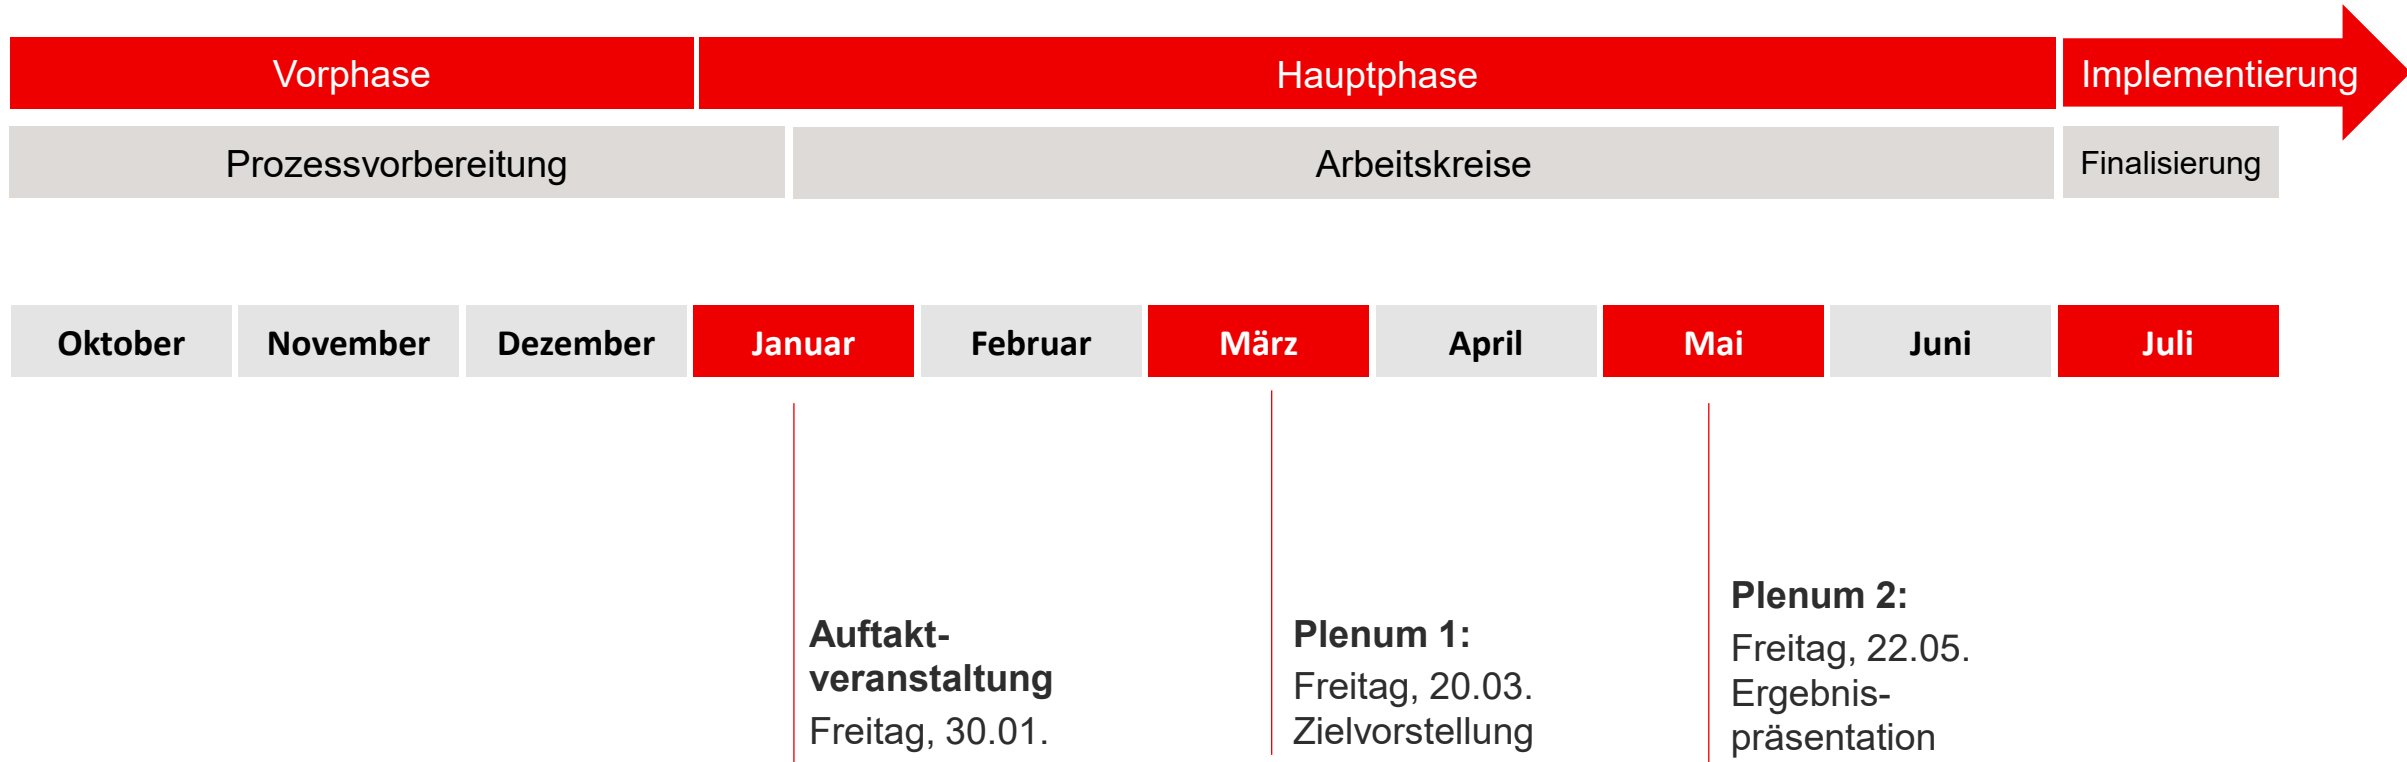 Vorphase
Hauptphase
Implementierung
Prozessvorbereitung
Arbeitskreise
Finalisierung
Oktober
November
Dezember
Januar
Februar
März
April
Mai
Juni
Juli
Auftakt-
veranstaltung
Freitag, 30.01.
Plenum 1:
Freitag, 20.03.
Zielvorstellung
Plenum 2:
Freitag, 22.05.
Ergebnis-
präsentation